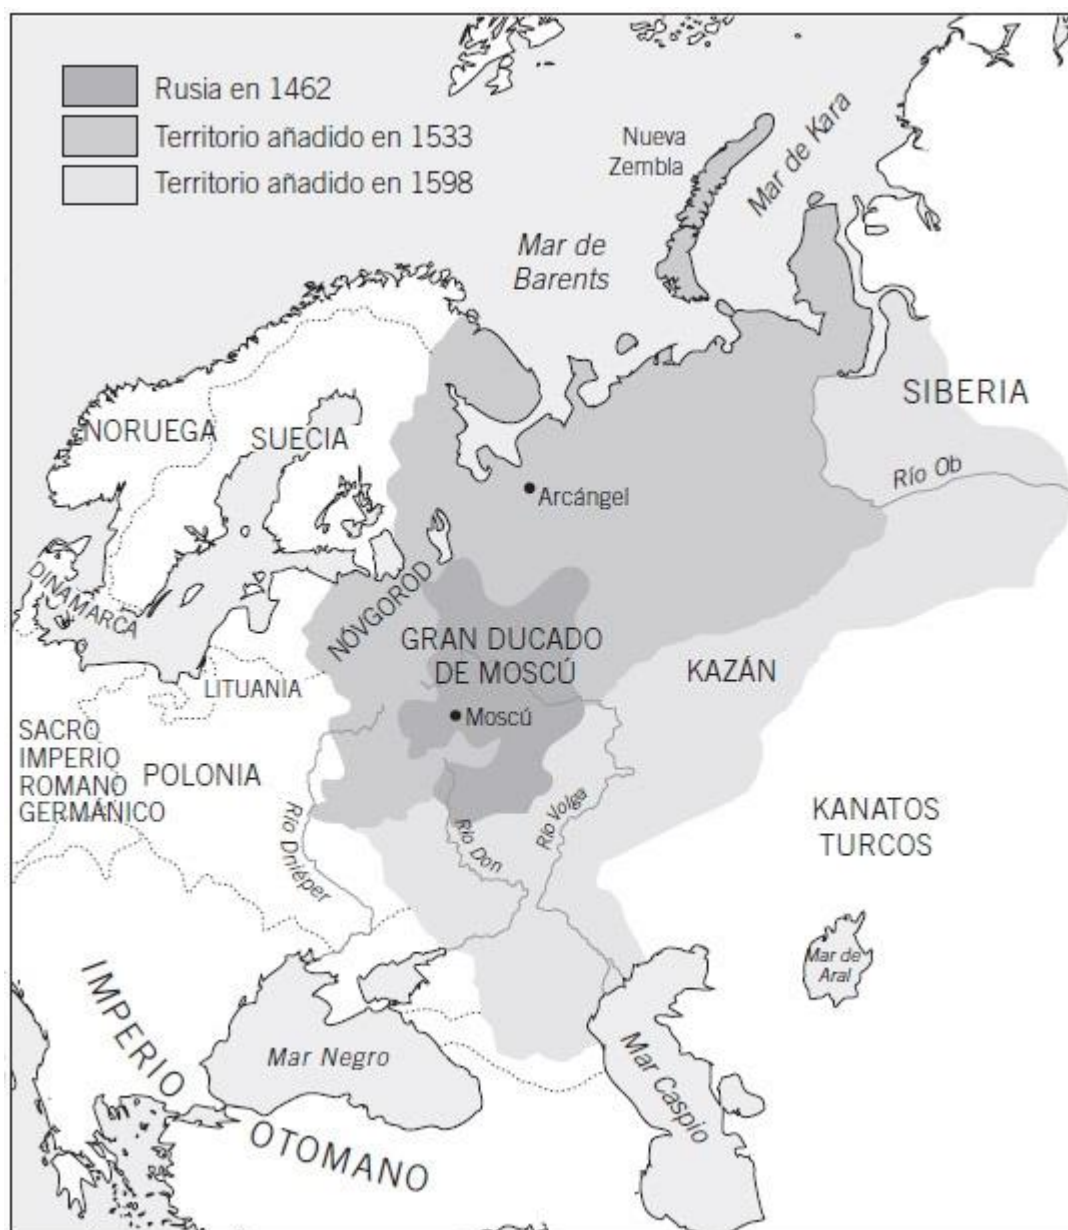 Rusia en 1462
Territorio añadido en 1533
Territorio añadido en 1598
Nueva
Zembla
Mar de Kara
Mar de
Barents
SIBERIA
NORUEGA
SUECIA
Río Ob
Arcángel
DINAMARCA
NÓVGOROD
GRAN DUCADO
DE MOSCÚ
KAZÁN
LITUANIA
Moscú
SACRO
IMPERIO
ROMANO
GERMÁNICO
POLONIA
Río Dniéper
Río Don
Río Volga
KANATOS
TURCOS
Mar de
Aral
IMPERIO
OTOMANO
Mar Negro
Mar Caspio